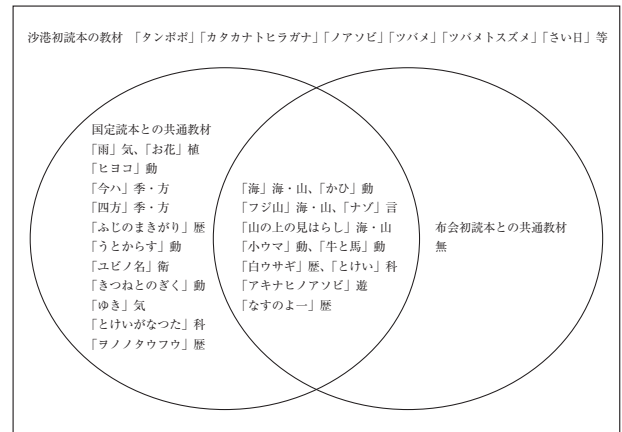 沙港初読本の教材　「タンポポ」「カタカナトヒラガナ」「ノアソビ」「ツバメ」「ツバメトスズメ」「さい日」等
国定読本との共通教材
「雨」気、「お花」植
「ヒヨコ」動
「今ハ」季・方
「四方」季・方
「ふじのまきがり」歴
「うとからす」動
「ユビノ名」衛
「きつねとのぎく」動
「ゆき」気
「とけいがなつた」科
「ヲノノタウフウ」歴
「海」海・山、「かひ」動
「フジ山」海・山、「ナゾ」言
「山の上の見はらし」海・山
「小ウマ」動、「牛と馬」動
「白ウサギ」歴、「とけい」科
「アキナヒノアソビ」遊
「なすのよ一」歴
布会初読本との共通教材
無